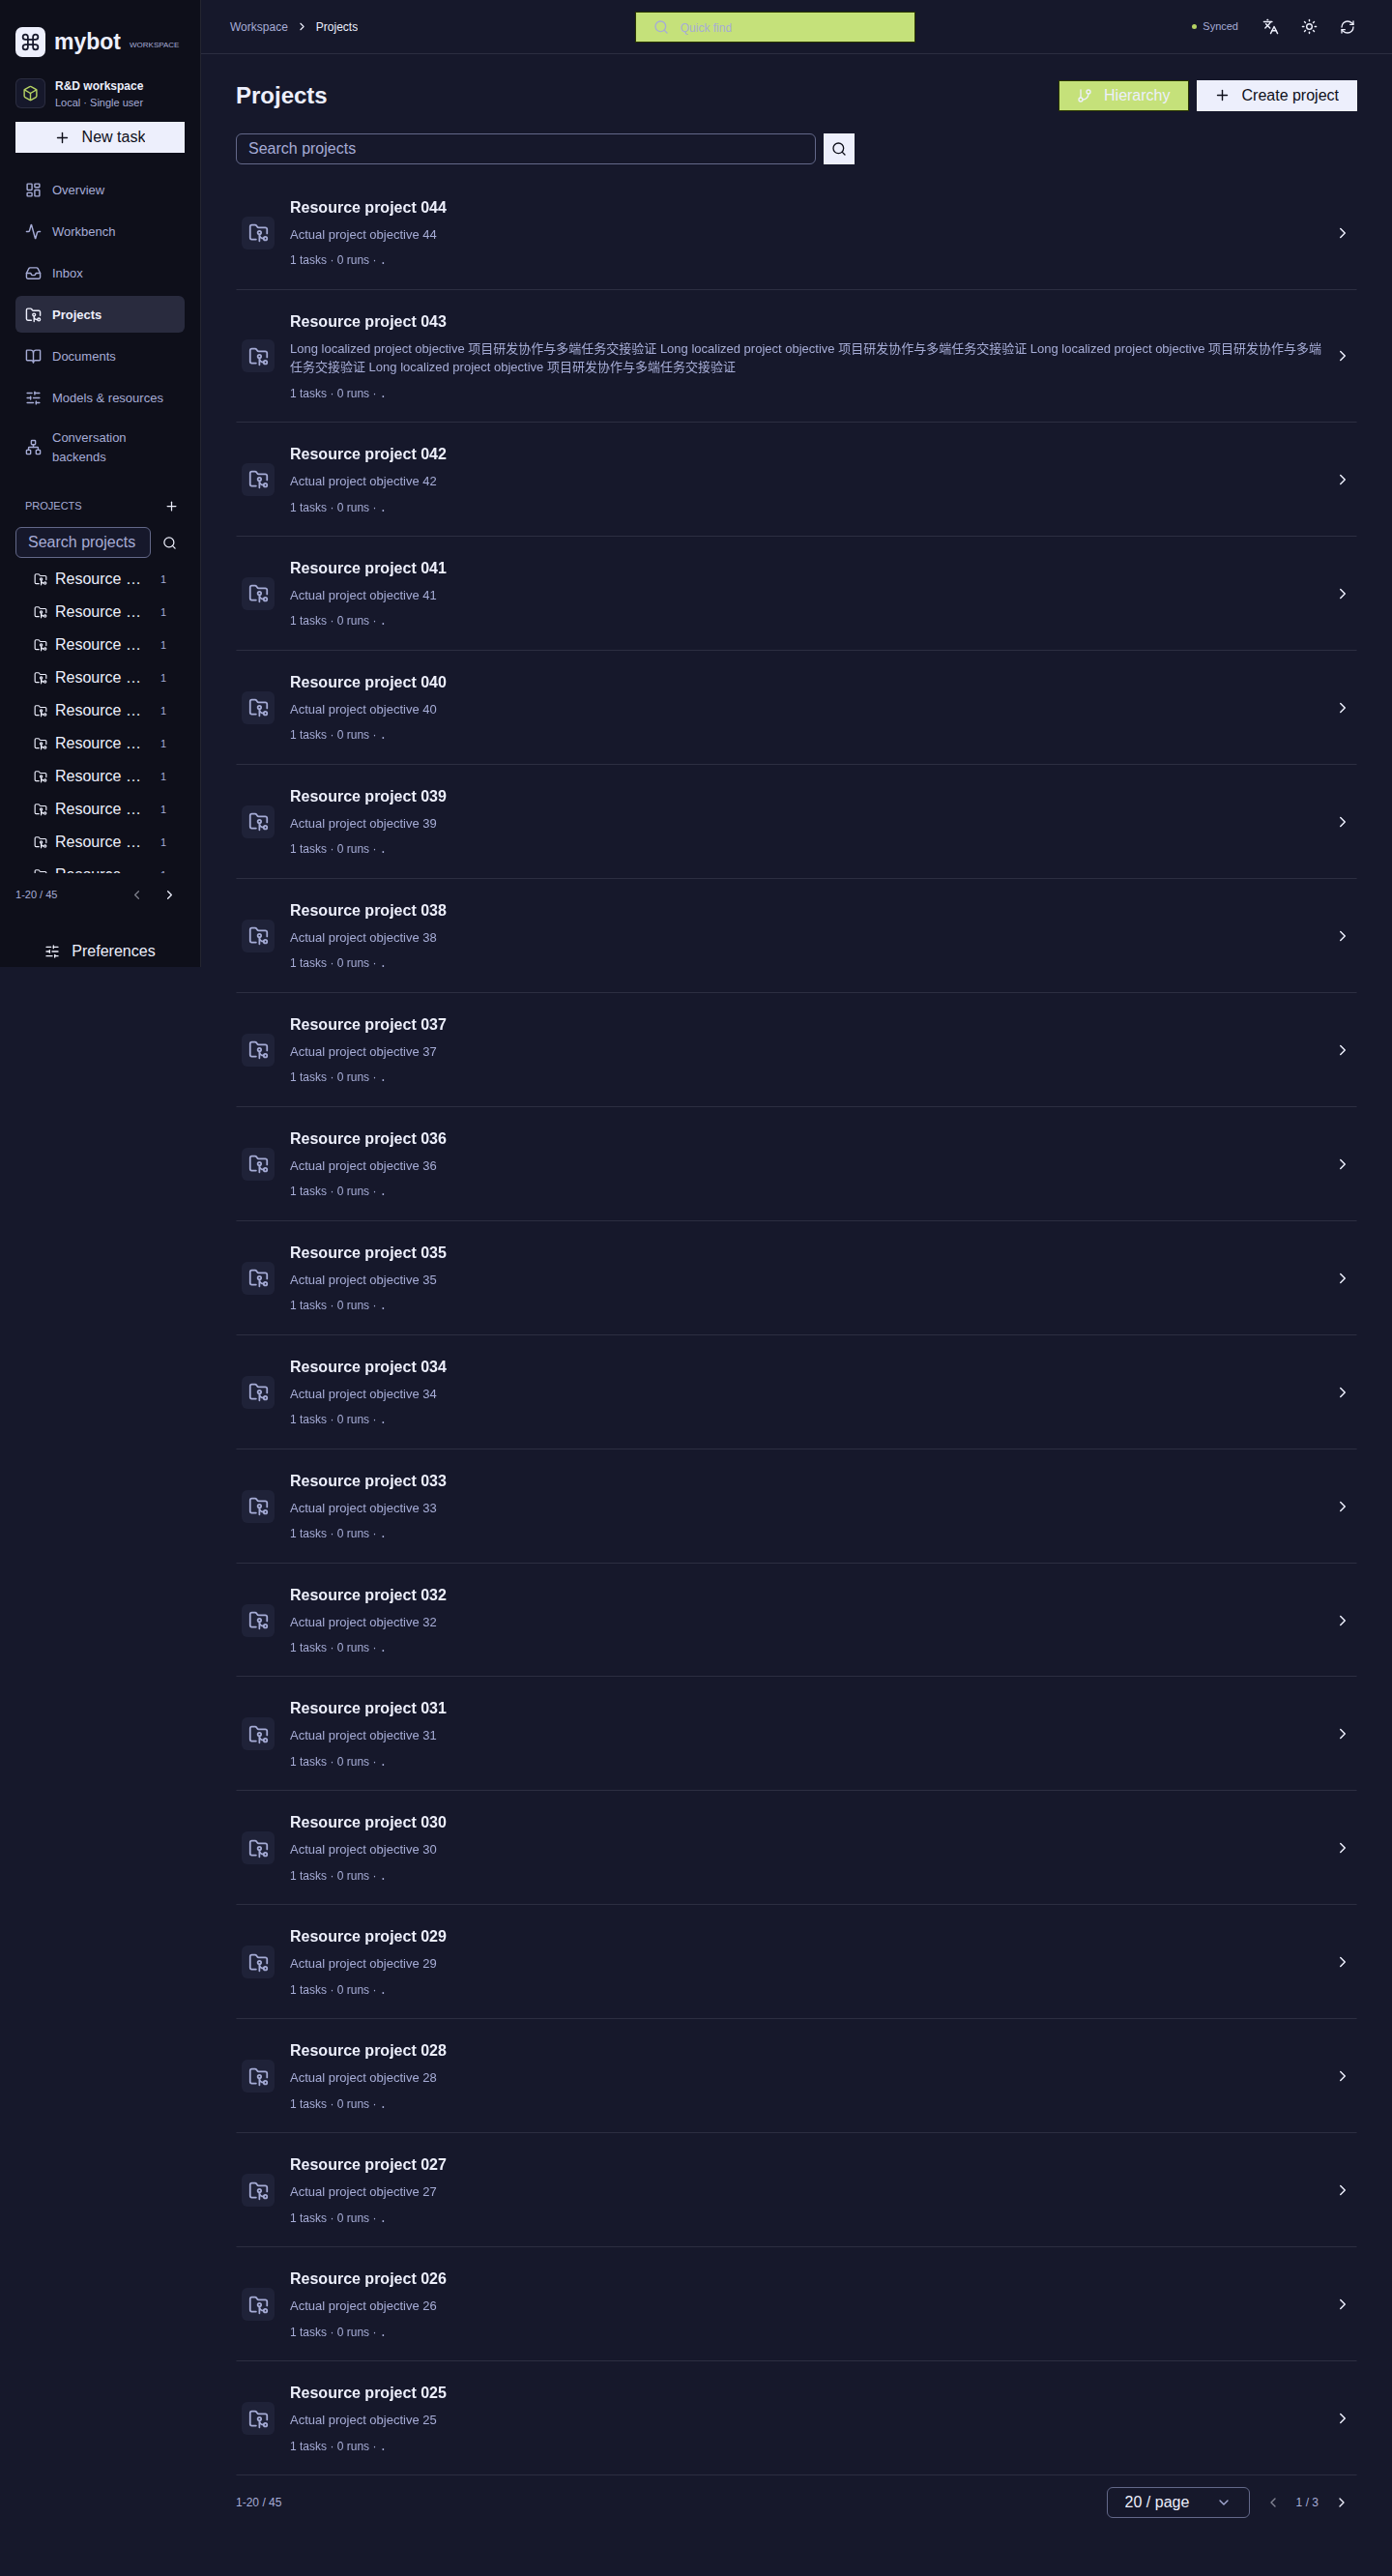 mybot WORKSPACE
R&D workspace
Local · Single user
New task
Overview
Workbench
Inbox
Projects
Documents
Models & resources
Conversation
backends
PROJECTS
Search projects
Resource … 1
Resource … 1
Resource … 1
Resource … 1
Resource … 1
Resource … 1
Resource … 1
Resource … 1
Resource … 1
1-20 / 45
Preferences
Workspace Projects
Quick find
Synced
Projects
Hierarchy
Create project
Search projects
Resource project 044
Actual project objective 44
1 tasks · 0 runs · .
Resource project 043
Long localized project objective 项目研发协作与多端任务交接验证 Long localized project objective 项目研发协作与多端任务交接验证 Long localized project objective 项目研发协作与多端
任务交接验证 Long localized project objective 项目研发协作与多端任务交接验证
1 tasks · 0 runs · .
Resource project 042
Actual project objective 42
1 tasks · 0 runs · .
Resource project 041
Actual project objective 41
1 tasks · 0 runs · .
Resource project 040
Actual project objective 40
1 tasks · 0 runs · .
Resource project 039
Actual project objective 39
1 tasks · 0 runs · .
Resource project 038
Actual project objective 38
1 tasks · 0 runs · .
Resource project 037
Actual project objective 37
1 tasks · 0 runs · .
Resource project 036
Actual project objective 36
1 tasks · 0 runs · .
Resource project 035
Actual project objective 35
1 tasks · 0 runs · .
Resource project 034
Actual project objective 34
1 tasks · 0 runs · .
Resource project 033
Actual project objective 33
1 tasks · 0 runs · .
Resource project 032
Actual project objective 32
1 tasks · 0 runs · .
Resource project 031
Actual project objective 31
1 tasks · 0 runs · .
Resource project 030
Actual project objective 30
1 tasks · 0 runs · .
Resource project 029
Actual project objective 29
1 tasks · 0 runs · .
Resource project 028
Actual project objective 28
1 tasks · 0 runs · .
Resource project 027
Actual project objective 27
1 tasks · 0 runs · .
Resource project 026
Actual project objective 26
1 tasks · 0 runs · .
Resource project 025
Actual project objective 25
1 tasks · 0 runs · .
1-20 / 45
20 / page
1 / 3